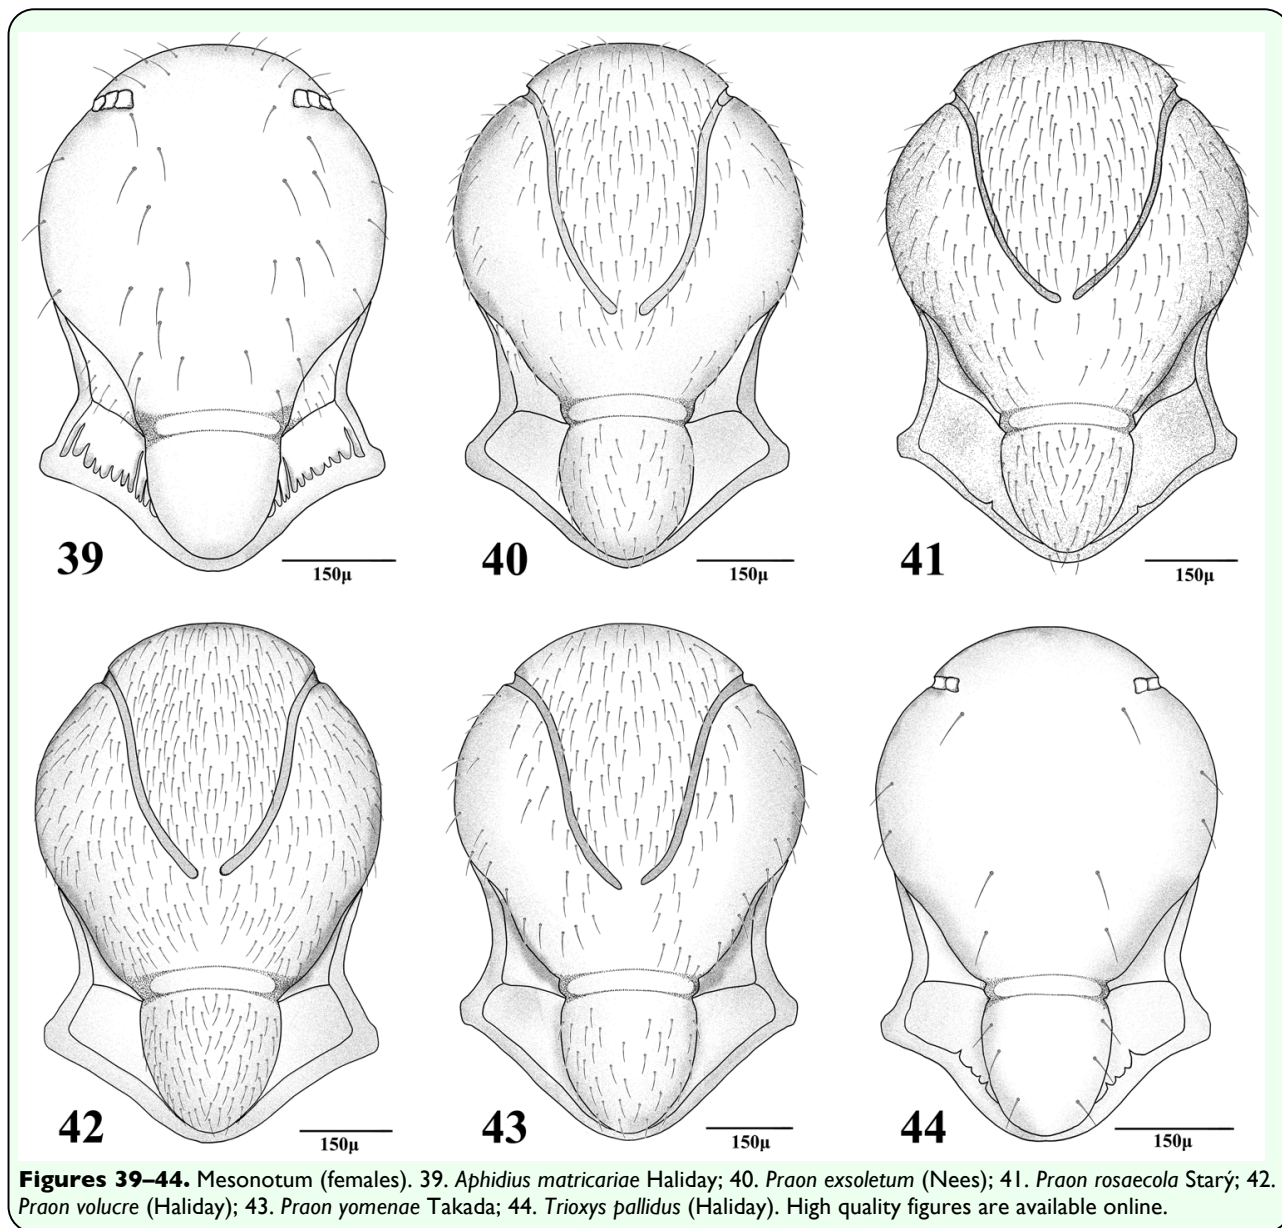 39
150μ
40
150μ
41
150μ
42
150μ
43
150μ
44
150μ
Figures 39–44. Mesonotum (females). 39. Aphidius matricariae Haliday; 40. Praon exsoletum (Nees); 41. Praon rosaecola Starý; 42.
Praon volucre (Haliday); 43. Praon yomenae Takada; 44. Trioxys pallidus (Haliday). High quality figures are available online.